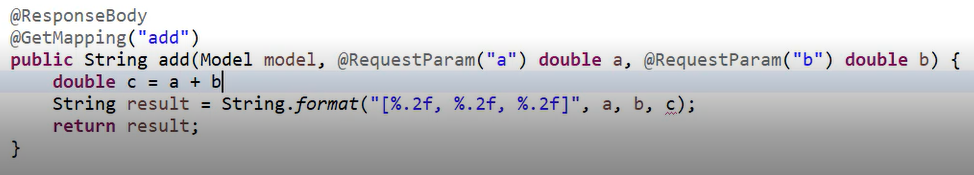 @ResponseBody
@GetMapping("add")
public String add(Model model, @RequestParam("a") double a, @RequestParam("b") double b) {
    double c = a + b
    String result = String.format("[%.2f, %.2f, %.2f]", a, b, c);
    return result;
}